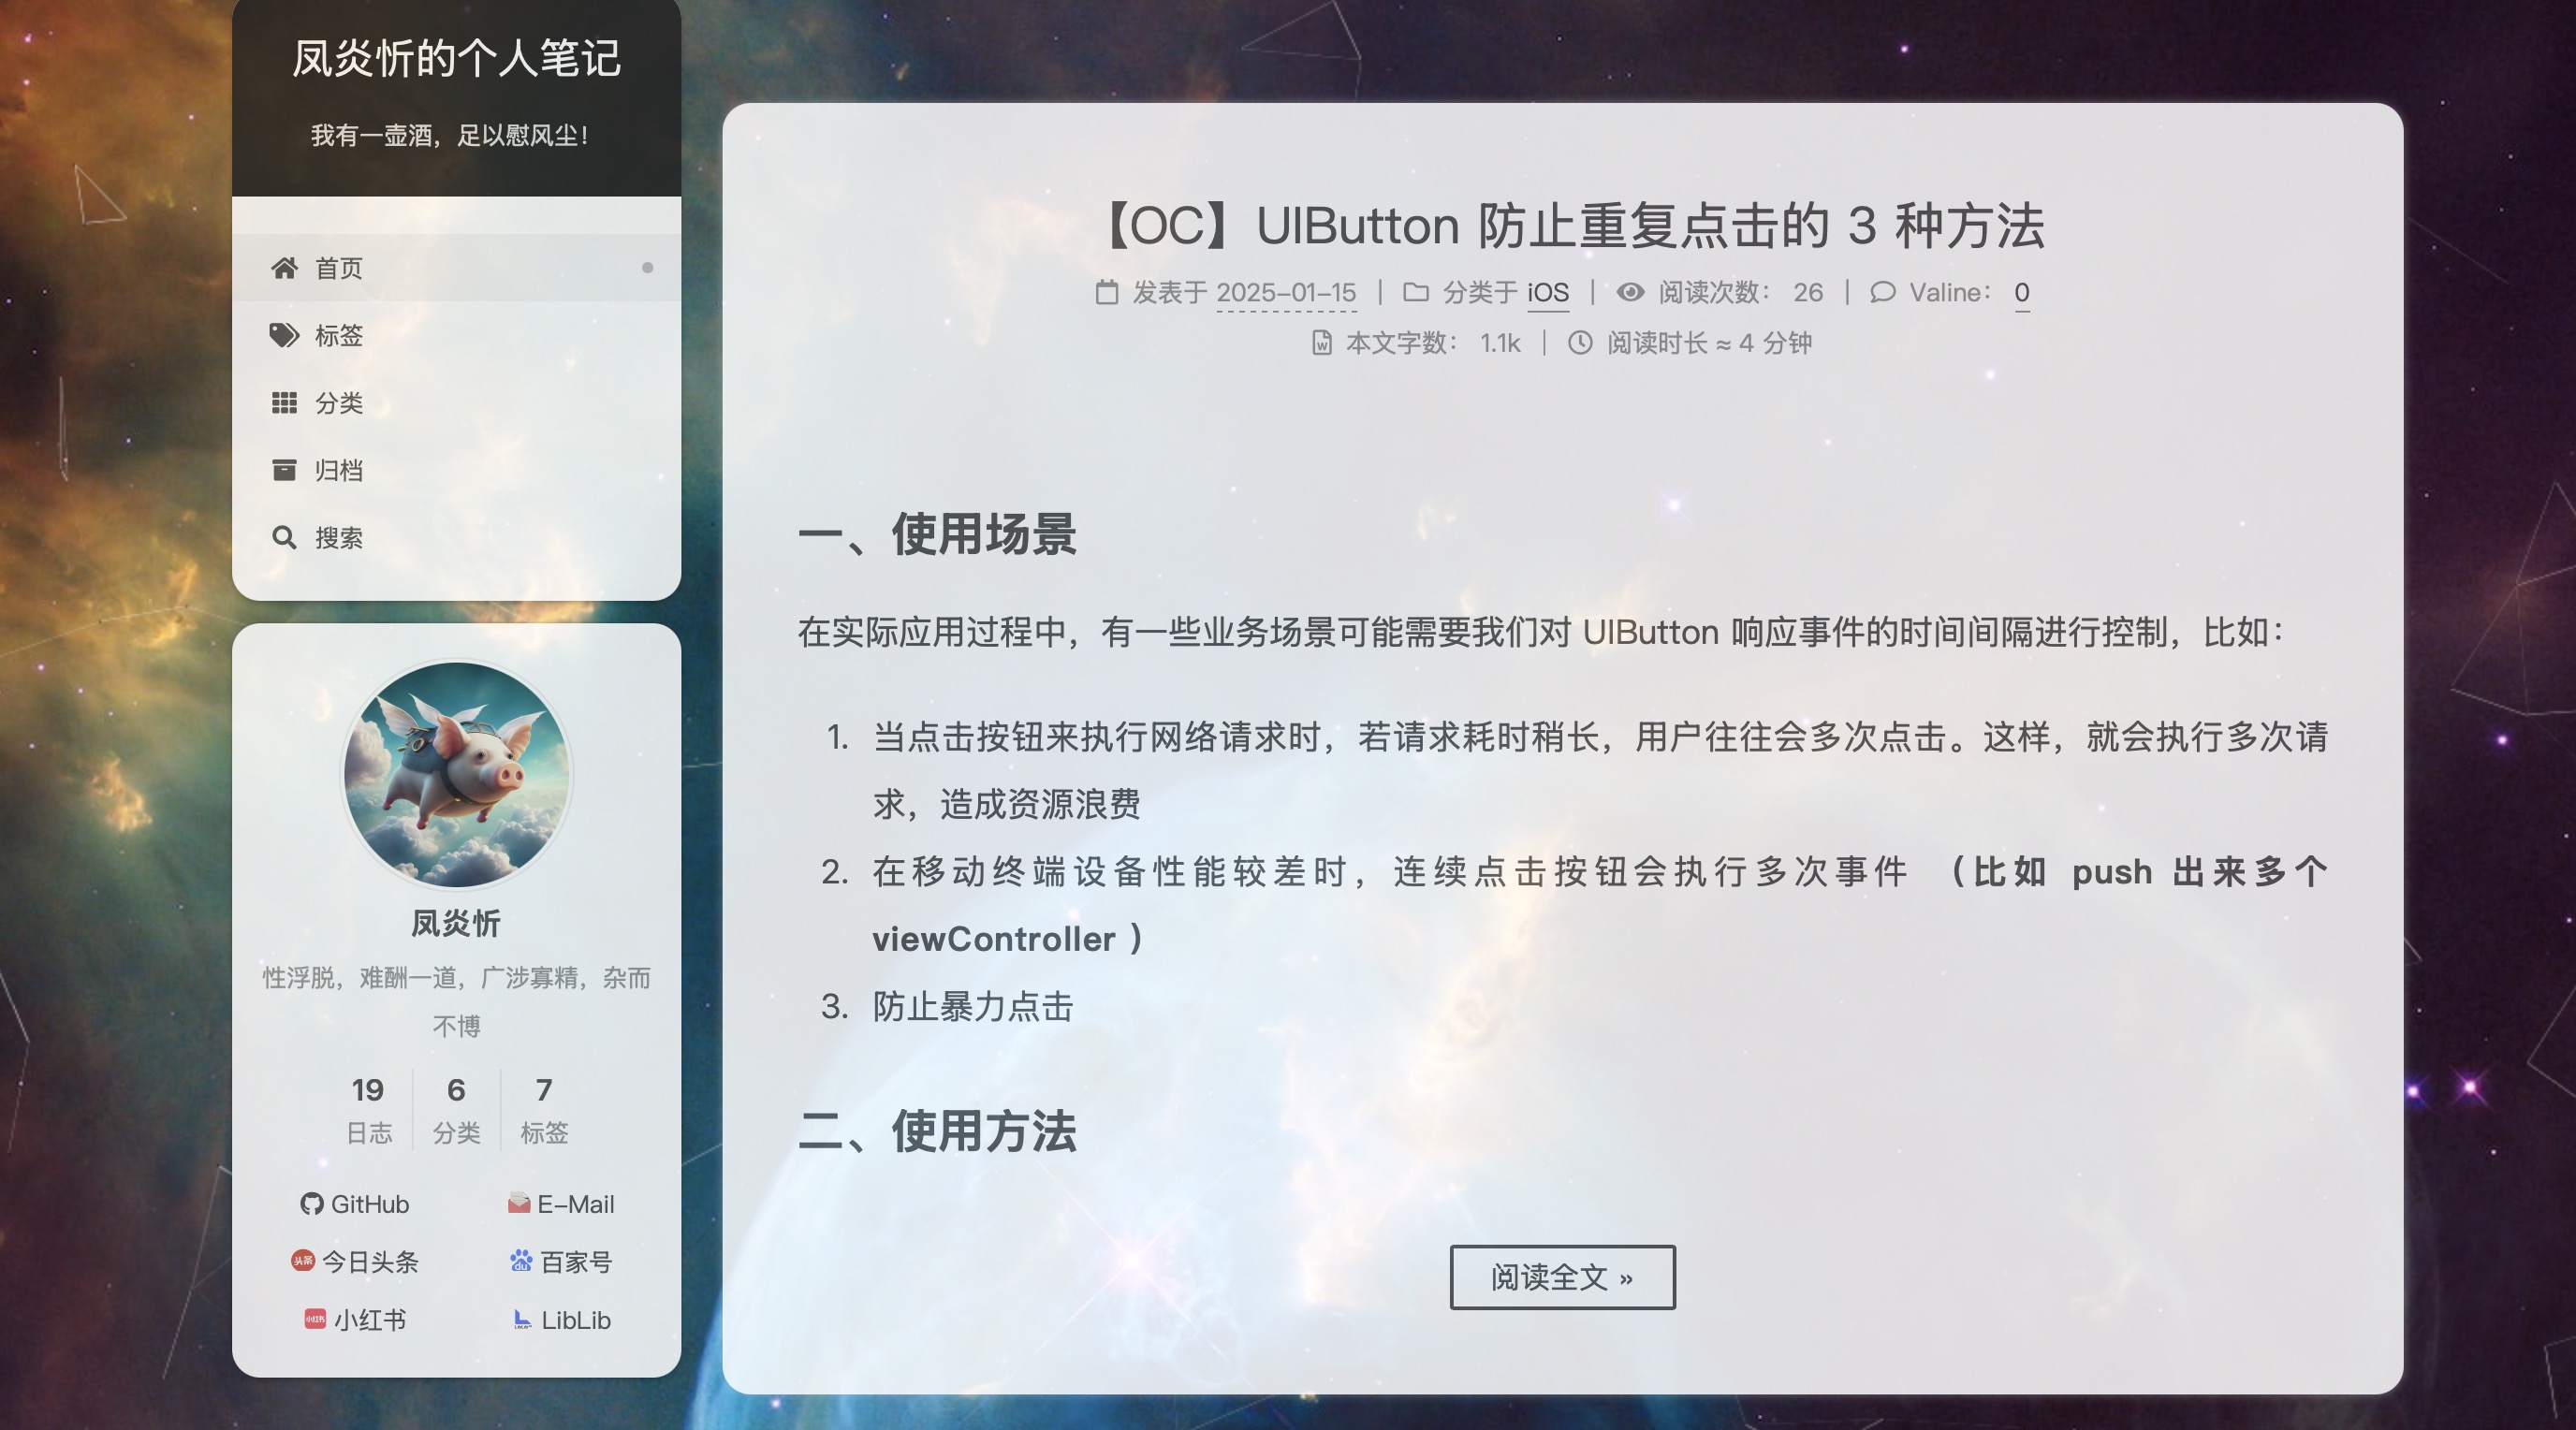 凤炎忻的个人笔记
我有一壶酒，足以慰风尘！
首页
标签
分类
归档
搜索
凤炎忻
性浮脱，难酬一道，广涉寡精，杂而
不博
19 6 7
日志 分类 标签
GitHub E-Mail
今日头条 百家号
小红书 LibLib
【OC】UIButton 防止重复点击的 3 种方法
发表于 2025-01-15 | 分类于 iOS | 阅读次数： 26 | Valine： 0
本文字数： 1.1k | 阅读时长 ≈ 4 分钟
一、使用场景
在实际应用过程中，有一些业务场景可能需要我们对 UIButton 响应事件的时间间隔进行控制，比如：
1. 当点击按钮来执行网络请求时，若请求耗时稍长，用户往往会多次点击。这样，就会执行多次请
求，造成资源浪费
2. 在移动终端设备性能较差时，连续点击按钮会执行多次事件 （比如 push 出来多个
viewController ）
3. 防止暴力点击
二、使用方法
阅读全文 »